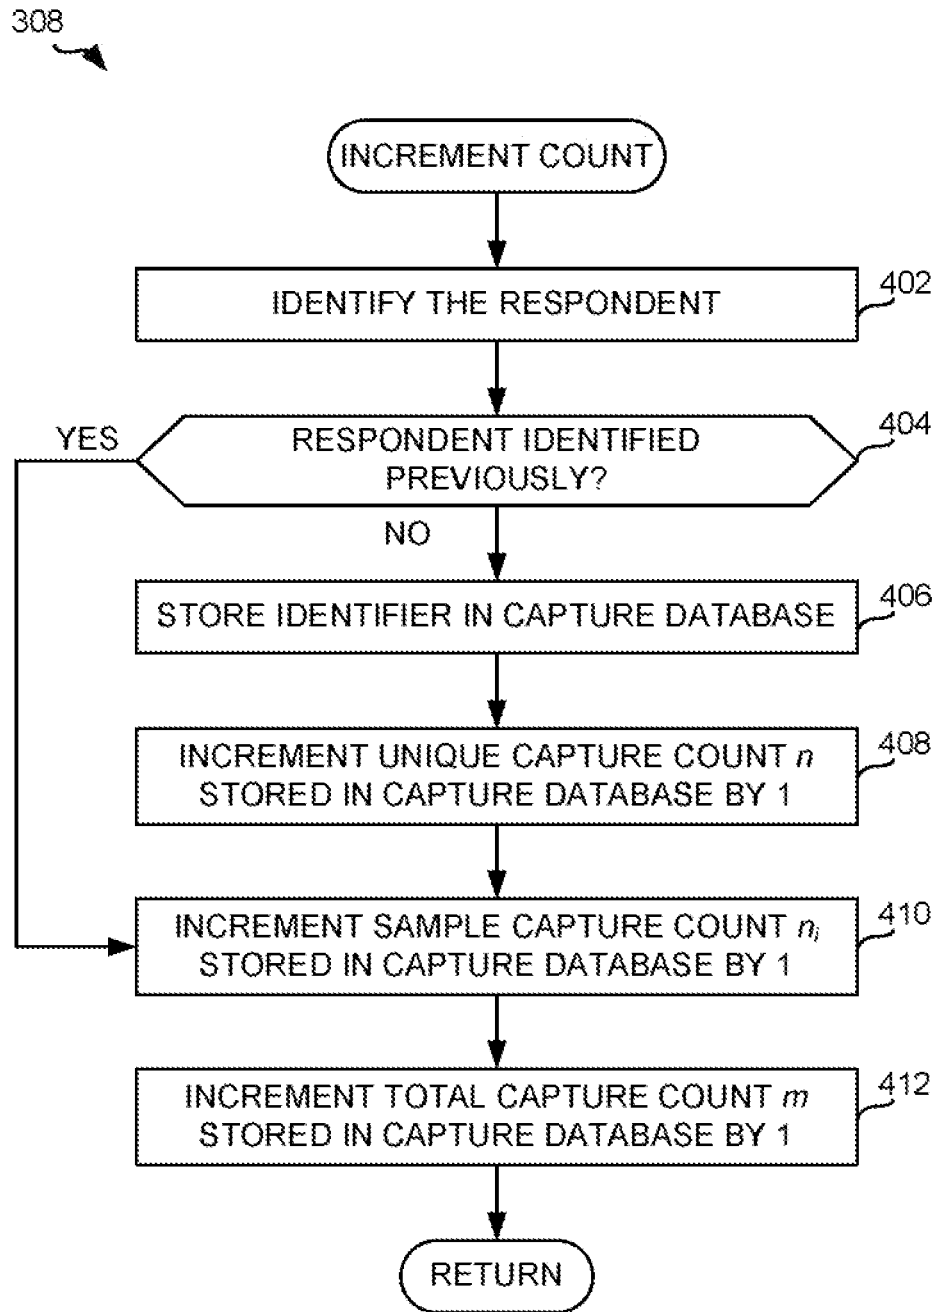 308
INCREMENT COUNT
IDENTIFY THE RESPONDENT
402
RESPONDENT IDENTIFIED
PREVIOUSLY?
404
YES
NO
STORE IDENTIFIER IN CAPTURE DATABASE
406
INCREMENT UNIQUE CAPTURE COUNT n
STORED IN CAPTURE DATABASE BY 1
408
INCREMENT SAMPLE CAPTURE COUNT nᵢ
STORED IN CAPTURE DATABASE BY 1
410
INCREMENT TOTAL CAPTURE COUNT m
STORED IN CAPTURE DATABASE BY 1
412
RETURN